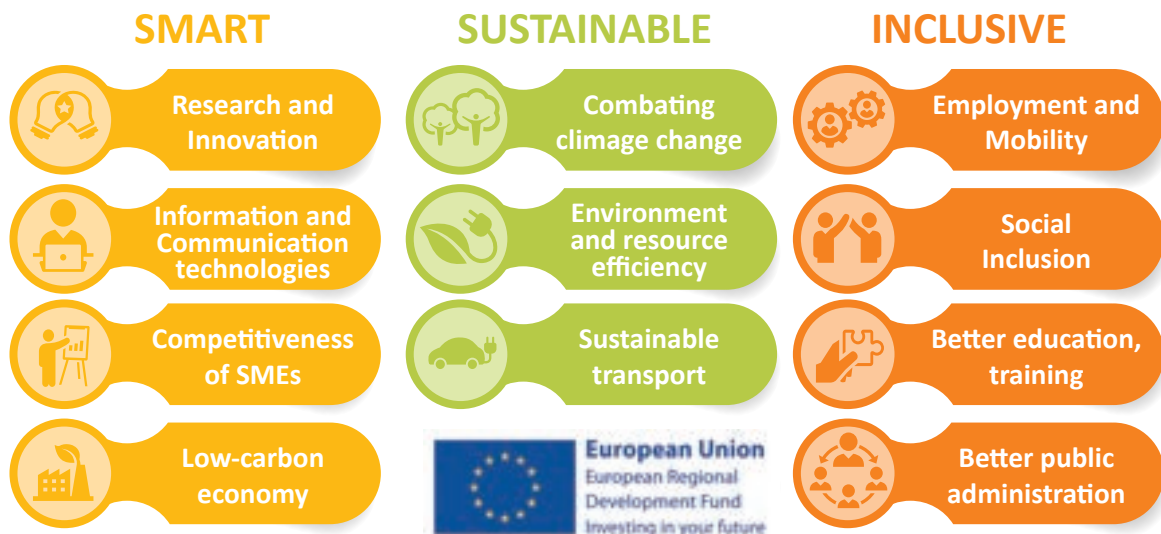 SMART
Research and
Innovation
Information and
Communication
technologies
Competitiveness
of SMEs
Low-carbon
economy
SUSTAINABLE
Combating
climage change
Environment
and resource
efficiency
Sustainable
transport
European Union
European Regional
Development Fund
Investing in your future
INCLUSIVE
Employment and
Mobility
Social
Inclusion
Better education,
training
Better public
administration